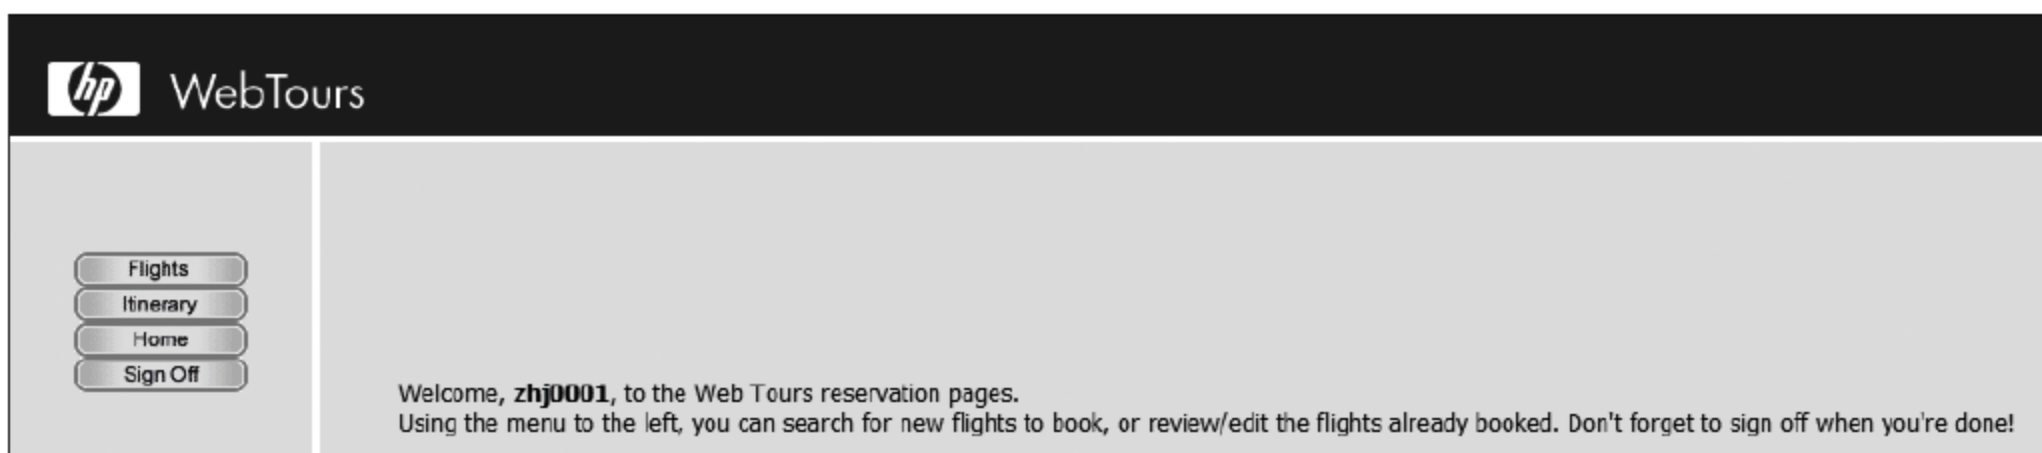 hp WebTours
Flights
Itinerary
Home
Sign Off
Welcome, zhj0001, to the Web Tours reservation pages.
Using the menu to the left, you can search for new flights to book, or review/edit the flights already booked. Don't forget to sign off when you're done!